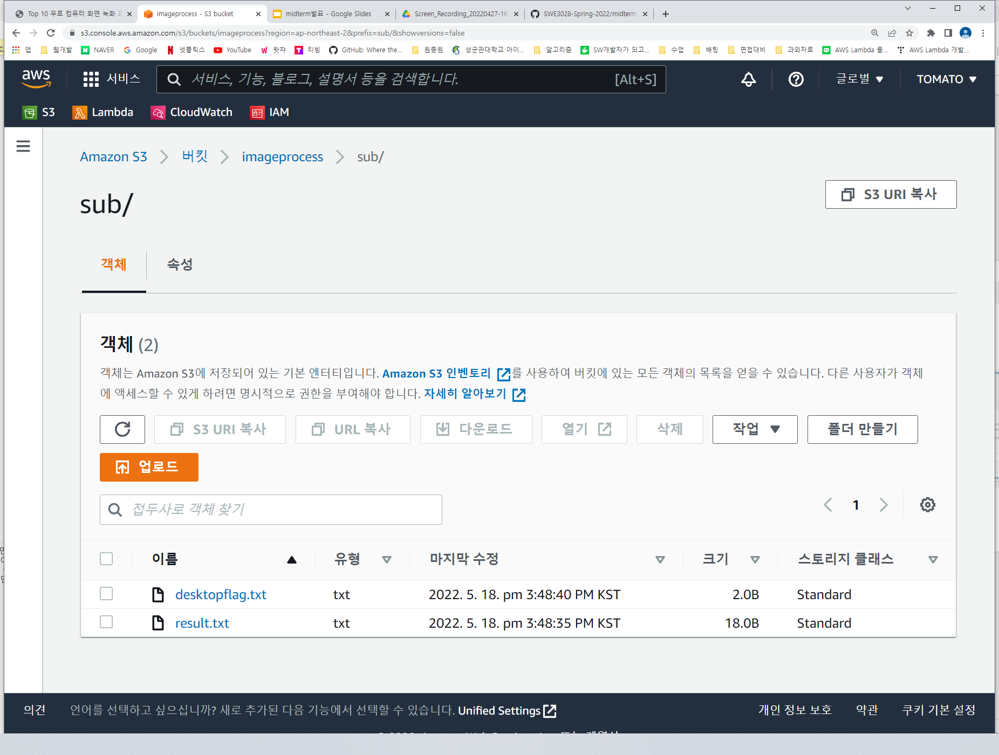 Top 10 무료 컴퓨터 화면 녹화 프
imageprocess - S3 bucket
midterm발표 - Google Slides
Screen_Recording_20220427-16
SWE3028-Spring-2022/midterm
s3.console.aws.amazon.com/s3/buckets/imageprocess?region=ap-northeast-2&prefix=sub/&showversions=false
앱 웹개발 NAVER Google 넷플릭스 YouTube 왓챠 티빙 GitHub: Where the... 원종원 성균관대학교 아이... 알고리즘 SW개발자가 되고... 수업 배팅 면접대비 과외자료 AWS Lambda 를... AWS Lambda 개발...
aws 서비스 서비스, 기능, 블로그, 설명서 등을 검색합니다. [Alt+S] 글로벌 TOMATO
S3 Lambda CloudWatch IAM
Amazon S3 버킷 imageprocess sub/
sub/
S3 URI 복사
객체 속성
객체 (2)
객체는 Amazon S3에 저장되어 있는 기본 엔터티입니다. Amazon S3 인벤토리 를 사용하여 버킷에 있는 모든 객체의 목록을 얻을 수 있습니다. 다른 사용자가 객체
에 액세스할 수 있게 하려면 명시적으로 권한을 부여해야 합니다. 자세히 알아보기
S3 URI 복사 URL 복사 다운로드 열기 삭제 작업 폴더 만들기
업로드
접두사로 객체 찾기
1
이름 유형 마지막 수정 크기 스토리지 클래스
desktopflag.txt txt 2022. 5. 18. pm 3:48:40 PM KST 2.0B Standard
result.txt txt 2022. 5. 18. pm 3:48:35 PM KST 18.0B Standard
의견 언어를 선택하고 싶으십니까? 새로 추가된 다음 기능에서 선택할 수 있습니다. Unified Settings 개인 정보 보호 약관 쿠키 기본 설정